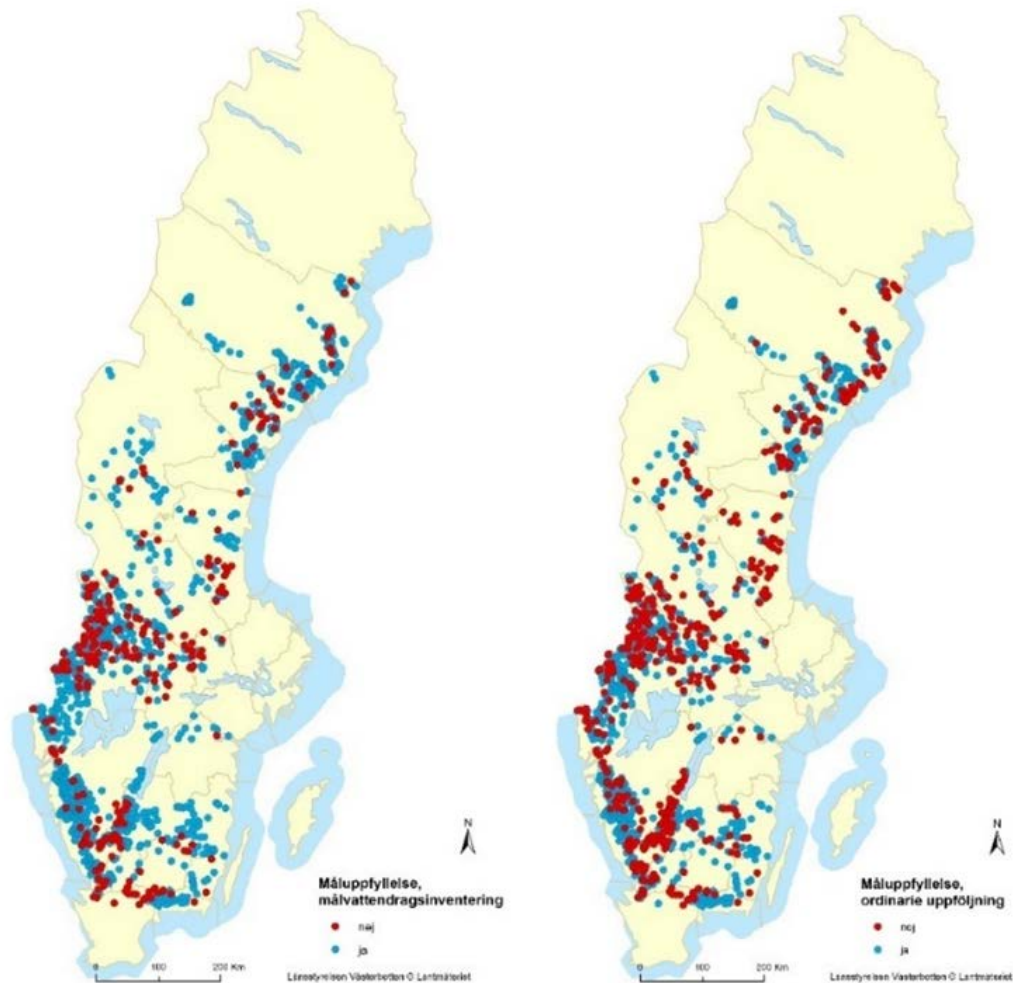 N
Måluppfyllelse,
målvattendragsinventering
nej
ja
0 100 200 Km
Länsstyrelsen Västerbotten © Lantmäteriet
N
Måluppfyllelse,
ordinarie uppföljning
nej
ja
0 100 200 Km
Länsstyrelsen Västerbotten © Lantmäteriet